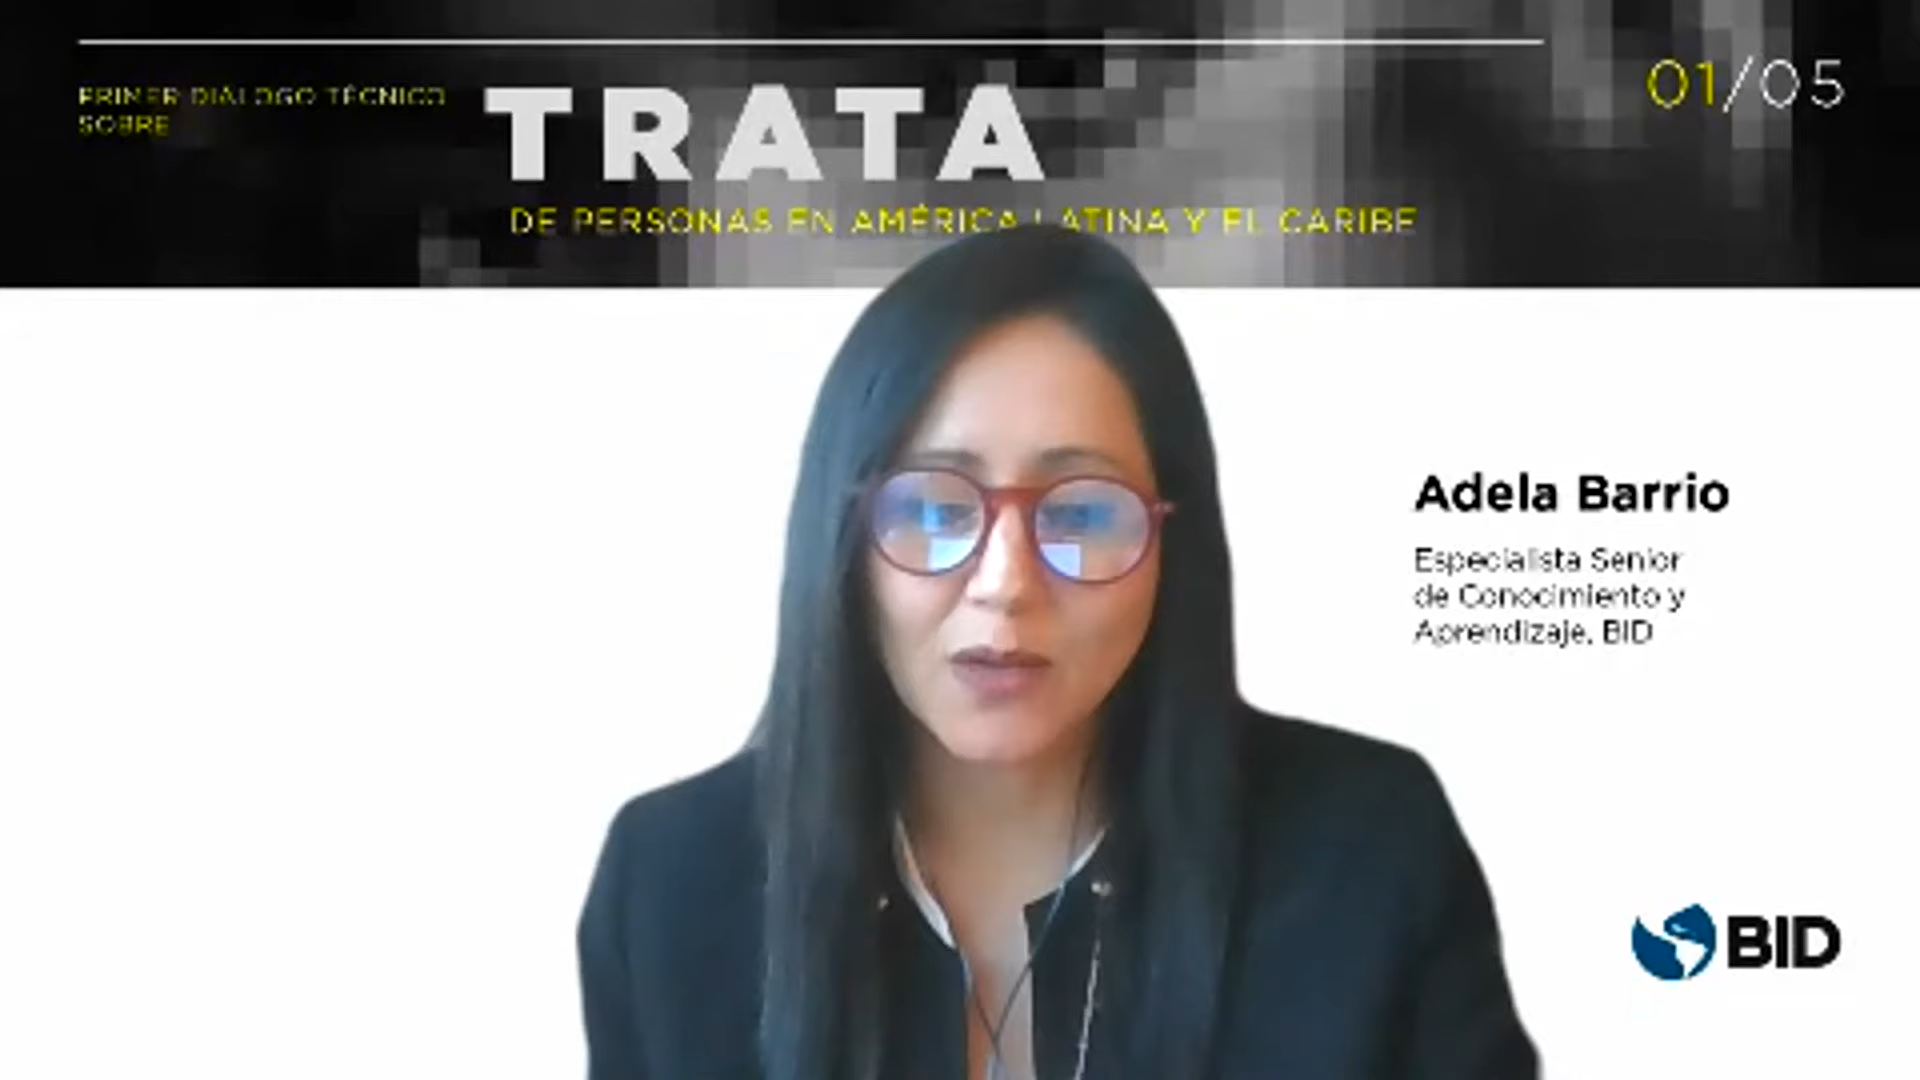 PRIMER DIÁLOGO TÉCNICO
SOBRE
TRATA
DE PERSONAS EN AMÉRICA LATINA Y EL CARIBE
01/05
Adela Barrio
Especialista Senior
de Conocimiento y
Aprendizaje, BID
BID